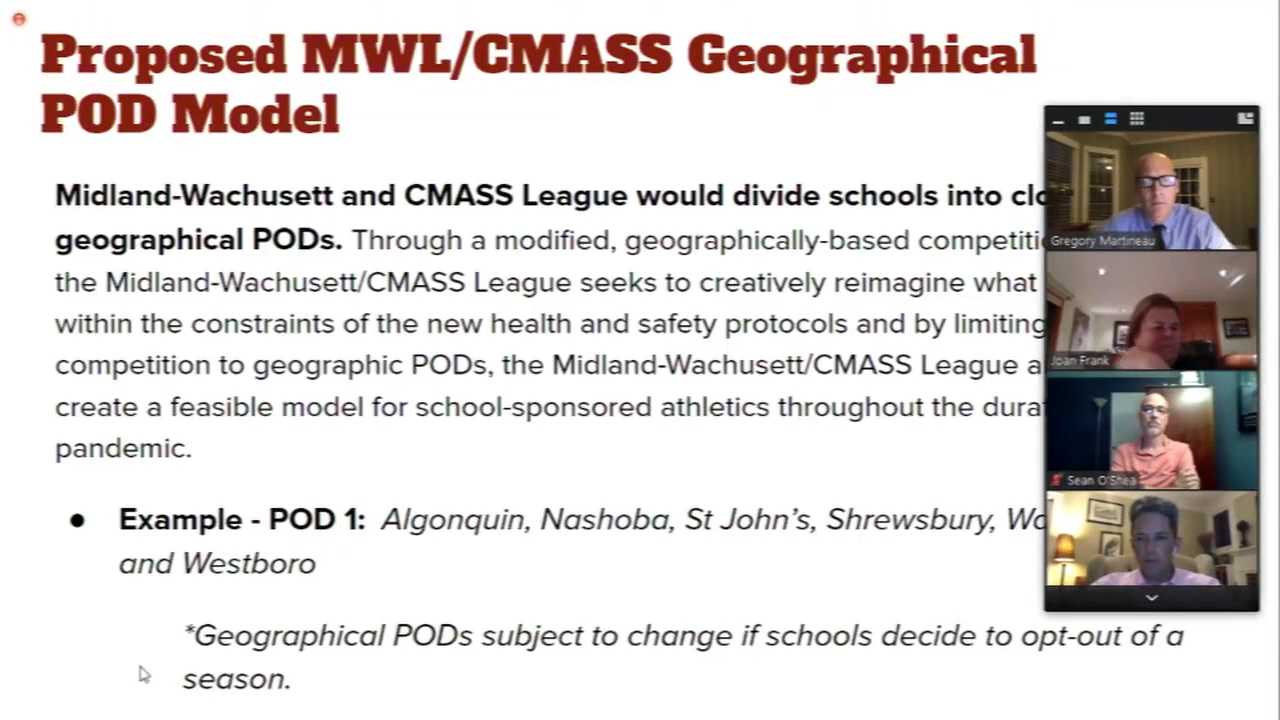 Proposed MWL/CMASS Geographical
POD Model
Midland-Wachusett and CMASS League would divide schools into
geographical PODs. Through a modified, geographically-based
the Midland-Wachusett/CMASS League seeks to creatively reimagine what
within the constraints of the new health and safety protocols and by limiting
competition to geographic PODs, the Midland-Wachusett/CMASS League
create a feasible model for school-sponsored athletics throughout the
pandemic.
● Example - POD 1: Algonquin, Nashoba, St John's, Shrewsbury,
and Westboro
*Geographical PODs subject to change if schools decide to opt-out of a
season.
Gregory Martineau
Joan Frank
Sean O'Shea